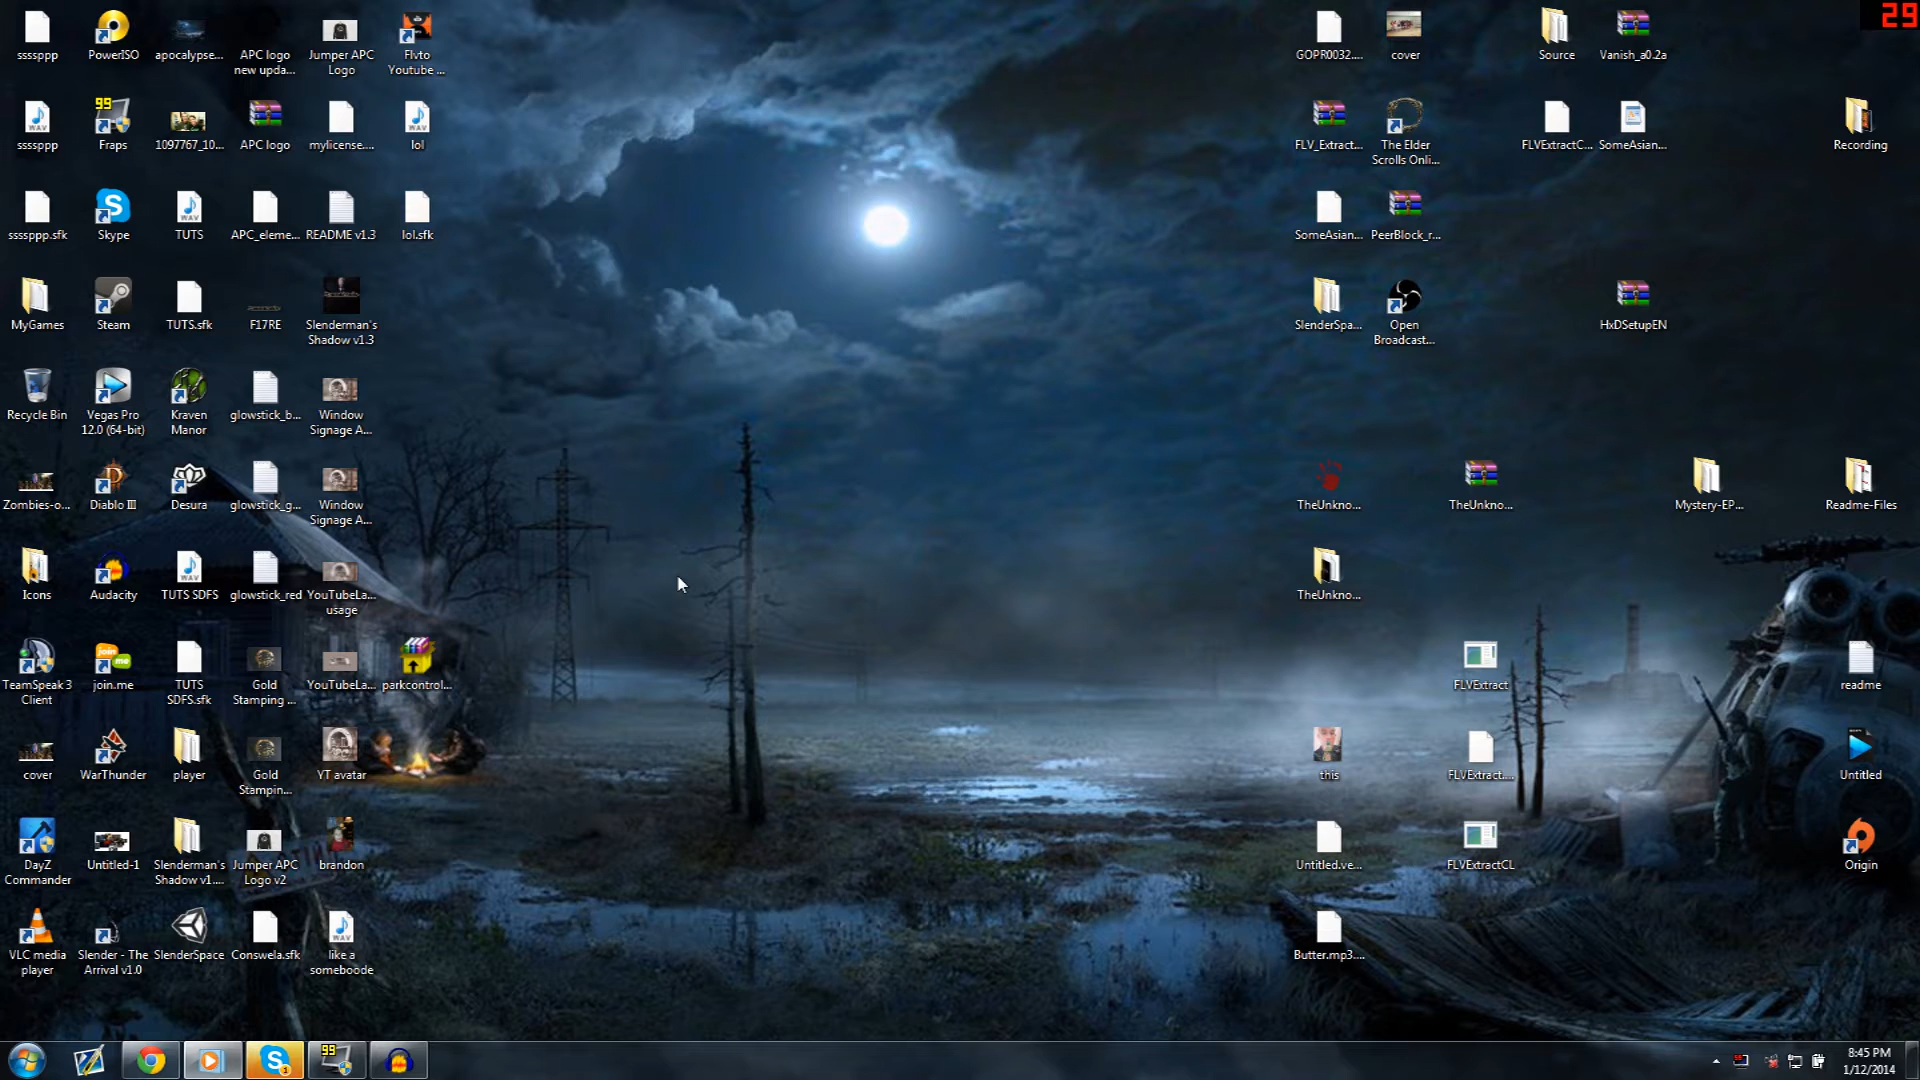 ssssppp
PowerISO
apocalypse...
APC logo
new upda...
Jumper APC
Logo
Flvto
Youtube ...
GOPR0032....
cover
Source
Vanish_a0.2a
29
ssssppp
99
Fraps
1097767_10...
APC logo
mylicense....
lol
FLV_Extract...
The Elder
Scrolls Onli...
FLVExtractC...
SomeAsian...
Recording
ssssppp.sfk
Skype
TUTS
APC_eleme...
README v1.3
lol.sfk
SomeAsian...
PeerBlock_r...
MyGames
Steam
TUTS.sfk
F17RE
Slenderman's
Shadow v1.3
SlenderSpa...
Open
Broadcast...
HxDSetupEN
Recycle Bin
Vegas Pro
12.0 (64-bit)
Kraven
Manor
glowstick_b...
Window
Signage A...
Zombies-o...
Diablo III
Desura
glowstick_g...
Window
Signage A...
TheUnkno...
TheUnkno...
Mystery-EP...
Readme-Files
Icons
Audacity
WAV
TUTS SDFS
glowstick_red
YouTubeLa...
usage
TheUnkno...
TeamSpeak 3
Client
join me
join.me
TUTS
SDFS.sfk
Gold
Stamping ...
YouTubeLa...
parkcontrol...
FLVExtract
readme
cover
WarThunder
player
Gold
Stampin...
YT avatar
this
FLVExtract....
Untitled
DayZ
Commander
Untitled-1
Slenderman's
Shadow v1....
Jumper APC
Logo v2
brandon
Untitled.ve...
FLVExtractCL
Origin
VLC media
player
Slender - The
Arrival v1.0
SlenderSpace
Conswela.sfk
WAV
like a
someboode
Butter.mp3....
99
1
8:45 PM
1/12/2014